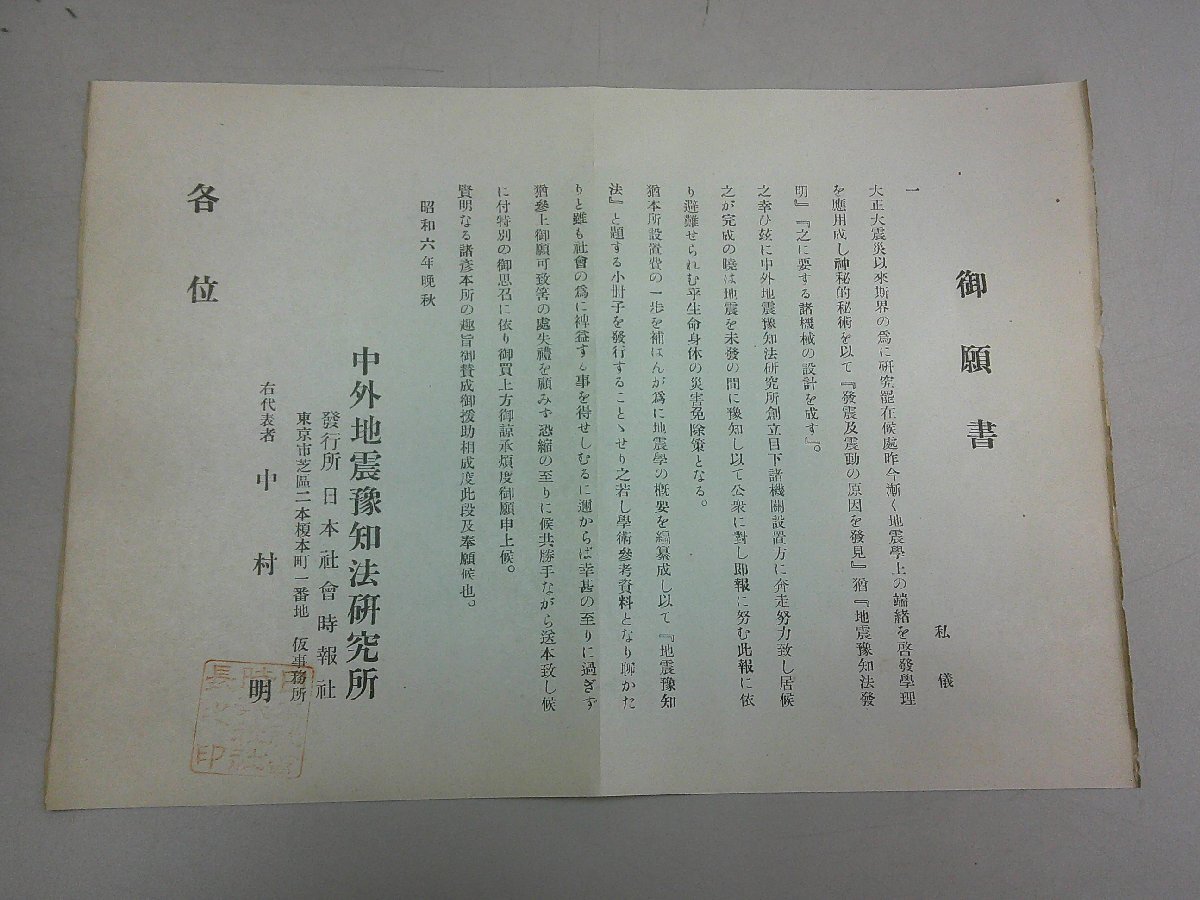 御願書
私儀
一
大正大震災以來斯界の爲に研究罷在候處昨今漸く地震學上の端緒を啓發學理
を應用成し神秘的秘術を以て『發震及震動の原因を發見』猶『地震豫知法發
明』『之に要する諸機械の設計を成す』。
之幸ひ玆に中外地震豫知法研究所創立目下諸機關設置方に奔走努力致し居候
之が完成の曉は地震を未發の間に豫知し以て公衆に對し卽報に努む此報に依
り避難せられむ乎生命身体の災害免除策となる。
猶本所設置費の一步を補はんが爲に地震學の槪要を編纂成し以て『地震豫知
法』と題する小册子を發行することゝせり之若し學術參考資料となり聊かた
りと雖も社會の爲に裨益する事を得せしむるに適からば幸甚の至りに過ぎず
猶參上御願可致筈の處失禮を顧みず恐縮の至りに候共勝手ながら送本致し候
に付特別の御思召に依り御買上方御諒承煩度御願申上候。
賢明なる諸彥本所の趣旨御賛成御援助相成度此段及奉願候也。
昭和六年晩秋
中外地震豫知法研究所
發行所 日本社會時報社
東京市芝區二本榎本町一番地 仮事務所
右代表者 中村 明
各位